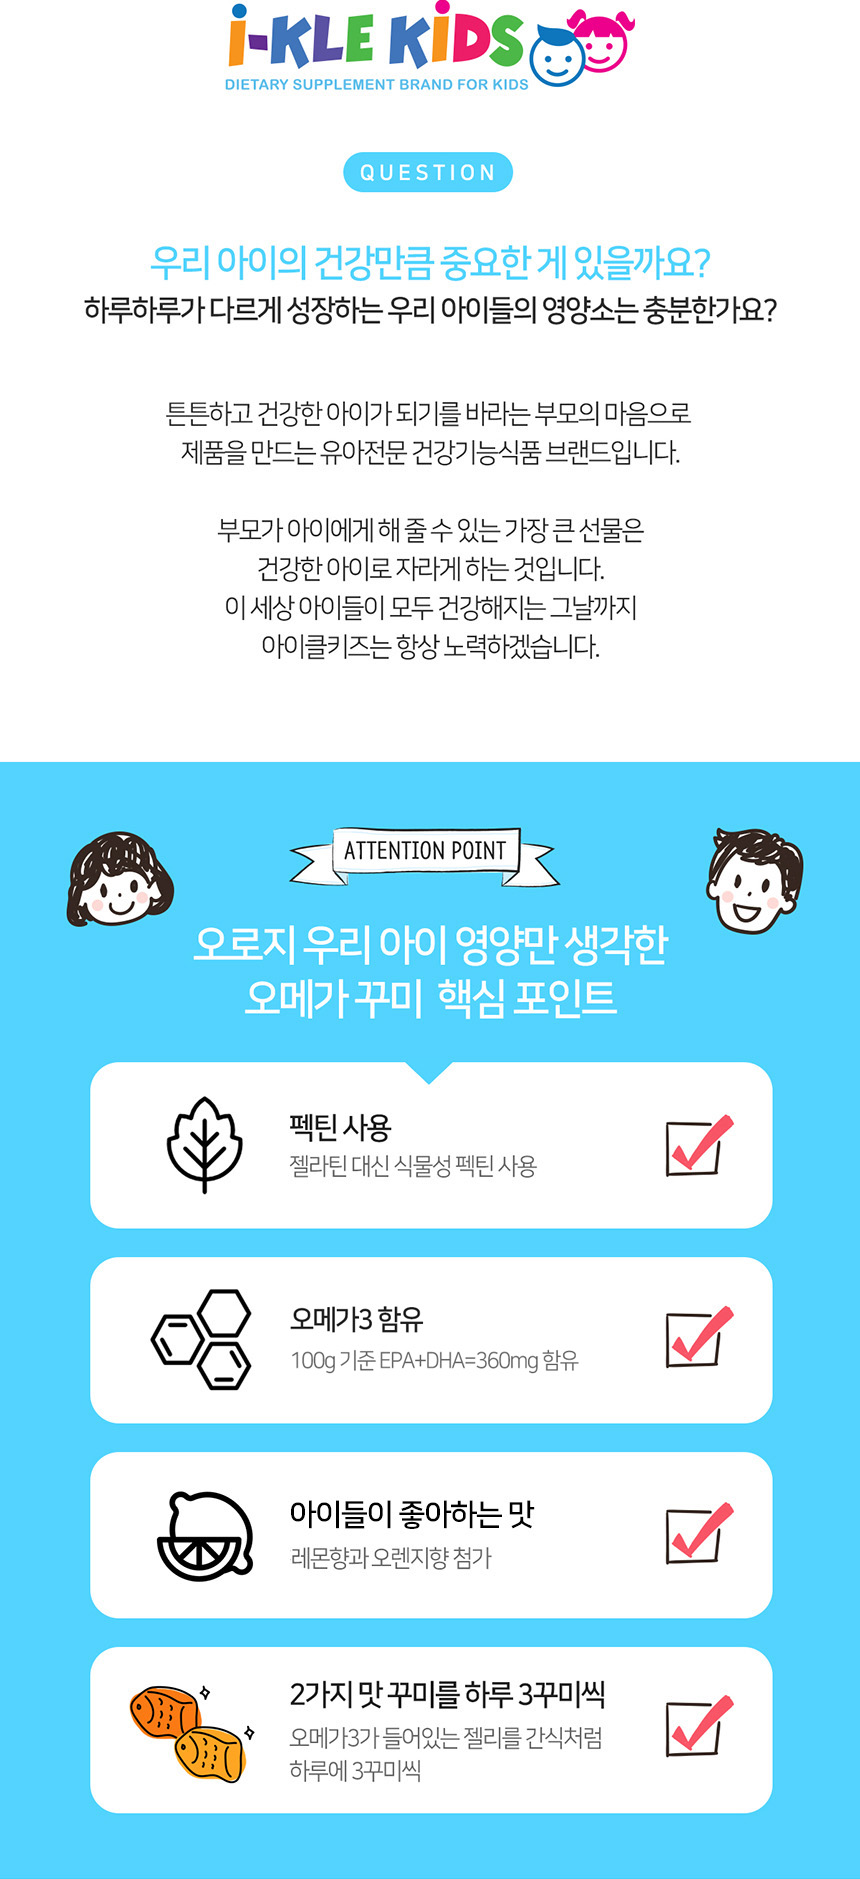 i-KLE KiDS
DIETARY SUPPLEMENT BRAND FOR KIDS
QUESTION
우리 아이의 건강만큼 중요한 게 있을까요?
하루하루가 다르게 성장하는 우리 아이들의 영양소는 충분한가요?
튼튼하고 건강한 아이가 되기를 바라는 부모의 마음으로
제품을 만드는 유아전문 건강기능식품 브랜드입니다.
부모가 아이에게 해 줄 수 있는 가장 큰 선물은
건강한 아이로 자라게 하는 것입니다.
이 세상 아이들이 모두 건강해지는 그날까지
아이클키즈는 항상 노력하겠습니다.
ATTENTION POINT
오로지 우리 아이 영양만 생각한
오메가 꾸미 핵심 포인트
펙틴 사용
젤라틴 대신 식물성 펙틴 사용
오메가3 함유
100g 기준 EPA+DHA=360mg 함유
아이들이 좋아하는 맛
레몬향과 오렌지향 첨가
2가지 맛 꾸미를 하루 3꾸미씩
오메가3가 들어있는 젤리를 간식처럼
하루에 3꾸미씩